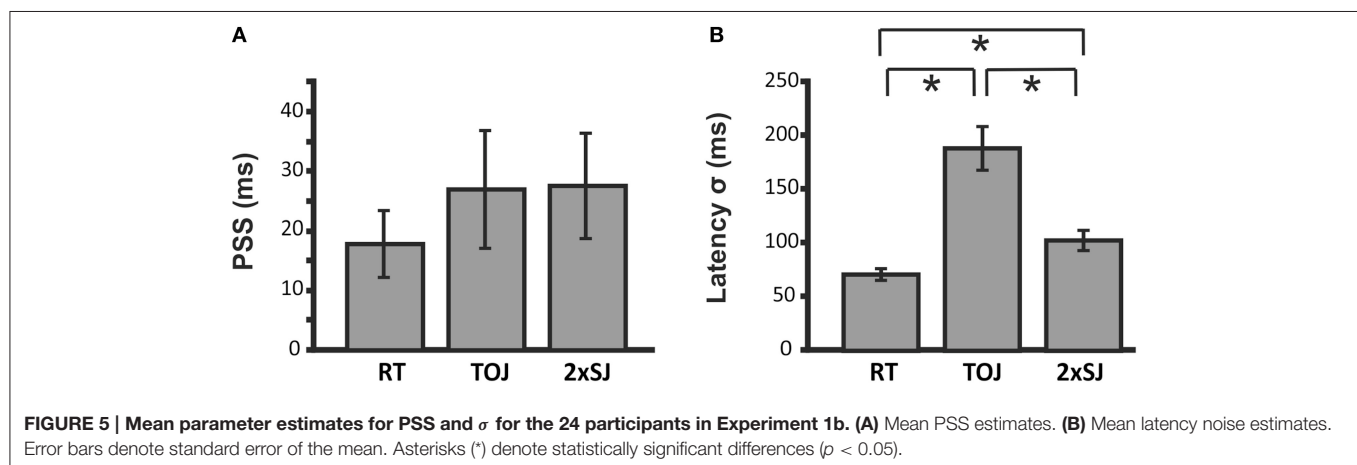 A
PSS (ms)
40
30
20
10
0
RT TOJ 2xSJ
B
*
* *
Latency σ (ms)
250
200
150
100
50
0
RT TOJ 2xSJ
FIGURE 5 | Mean parameter estimates for PSS and σ for the 24 participants in Experiment 1b. (A) Mean PSS estimates. (B) Mean latency noise estimates.
Error bars denote standard error of the mean. Asterisks (*) denote statistically significant differences (p < 0.05).